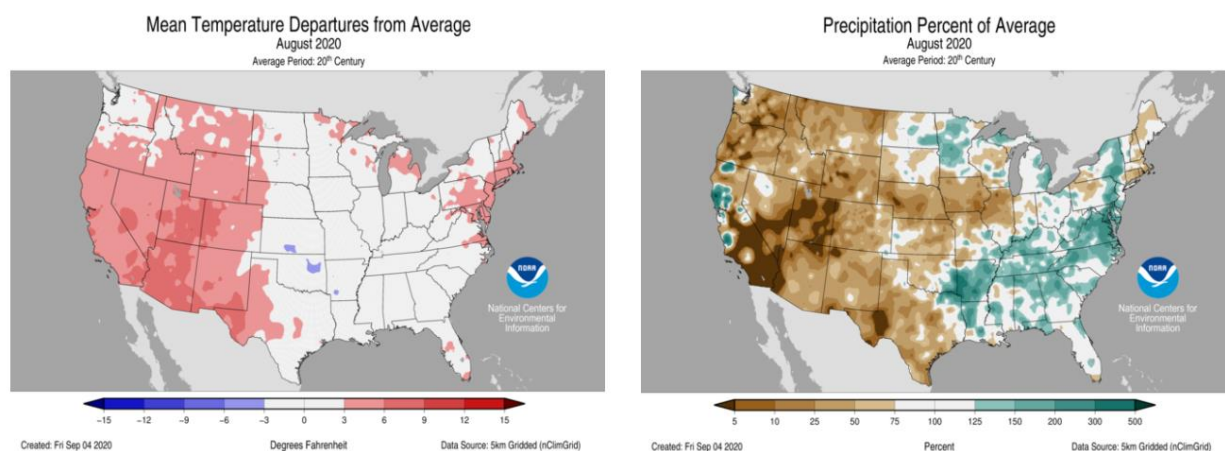 Mean Temperature Departures from Average
August 2020
Average Period: 20th Century
NOAA
National Centers for
Environmental
Information
-15 -12 -9 -6 -3 0 3 6 9 12 15
Created: Fri Sep 04 2020 Degrees Fahrenheit Data Source: 5km Gridded (nClimGrid)
Precipitation Percent of Average
August 2020
Average Period: 20th Century
NOAA
National Centers for
Environmental
Information
5 10 25 50 75 100 125 150 200 300 500
Created: Fri Sep 04 2020 Percent Data Source: 5km Gridded (nClimGrid)